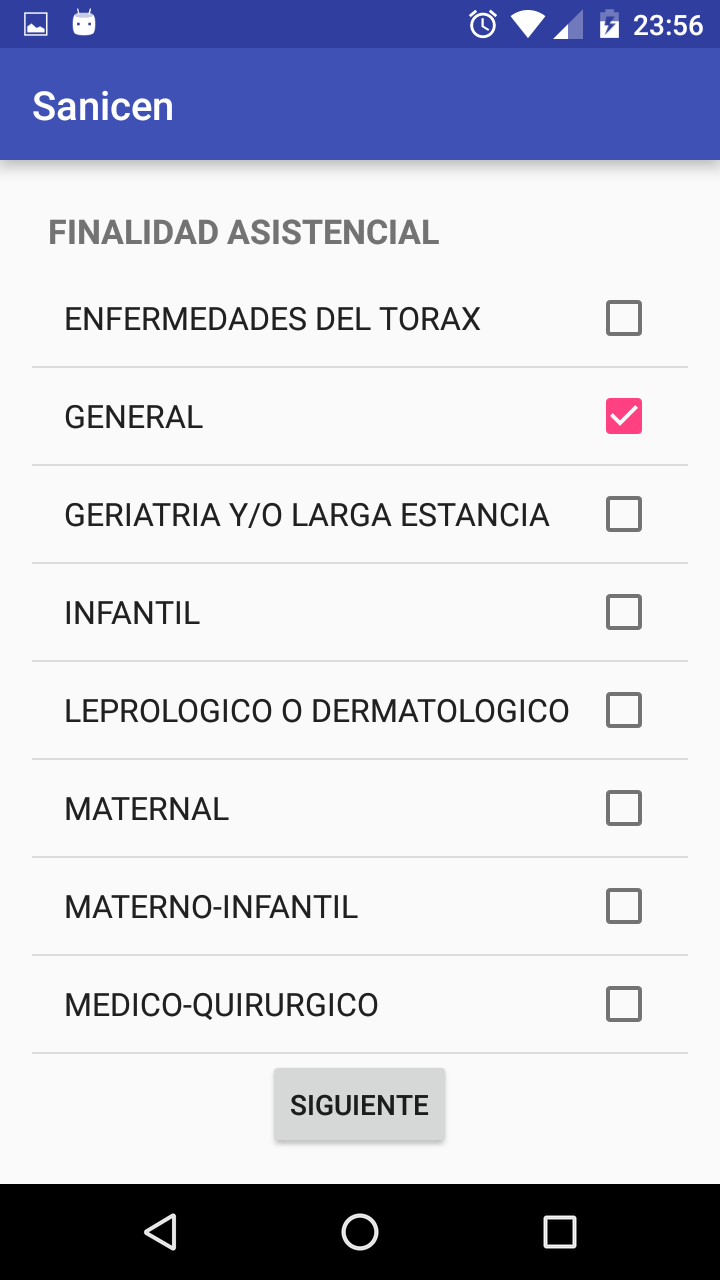 23:56
Sanicen
FINALIDAD ASISTENCIAL
ENFERMEDADES DEL TORAX
GENERAL
GERIATRIA Y/O LARGA ESTANCIA
INFANTIL
LEPROLOGICO O DERMATOLOGICO
MATERNAL
MATERNO-INFANTIL
MEDICO-QUIRURGICO
SIGUIENTE